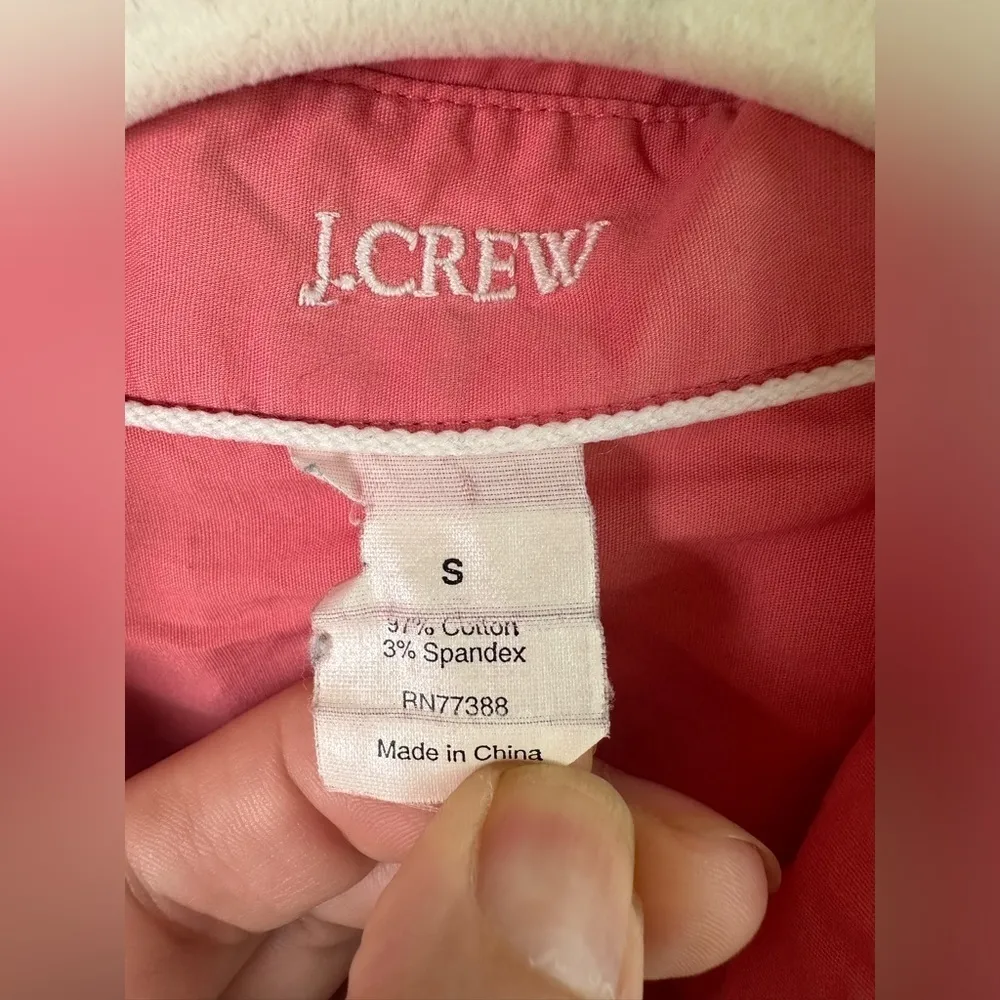 J.CREW
S
97% Cotton
3% Spandex
RN77388
Made in China